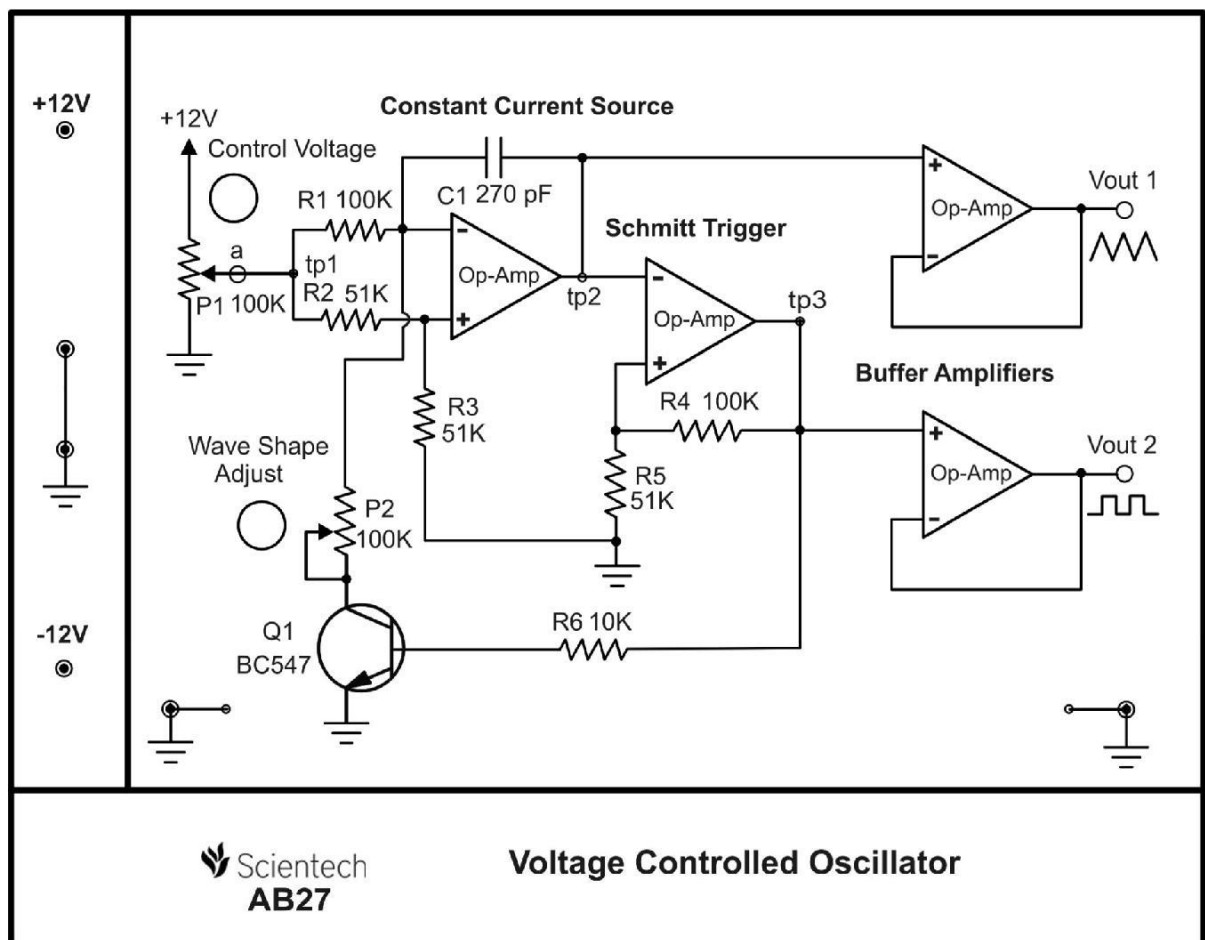 +12V
-12V
Constant Current Source
+12V
Control Voltage
R1 100K
C1 270 pF
a
tp1
P1 100K
R2 51K
-
Op-Amp
+
tp2
Schmitt Trigger
-
Op-Amp
+
tp3
+
Op-Amp
-
Vout 1
Buffer Amplifiers
R3
51K
R4 100K
R5
51K
+
Op-Amp
-
Vout 2
Wave Shape
Adjust
P2
100K
Q1
BC547
R6 10K
Scientech
AB27
Voltage Controlled Oscillator